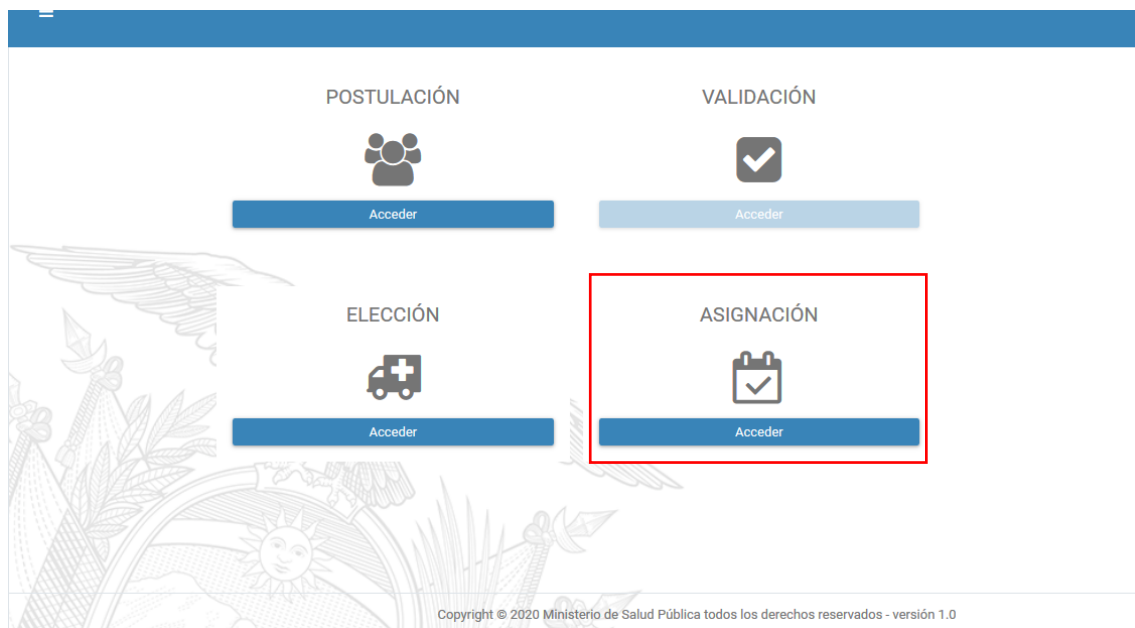 POSTULACIÓN
VALIDACIÓN
Acceder
Acceder
ELECCIÓN
ASIGNACIÓN
Acceder
Acceder
Copyright © 2020 Ministerio de Salud Pública todos los derechos reservados - versión 1.0